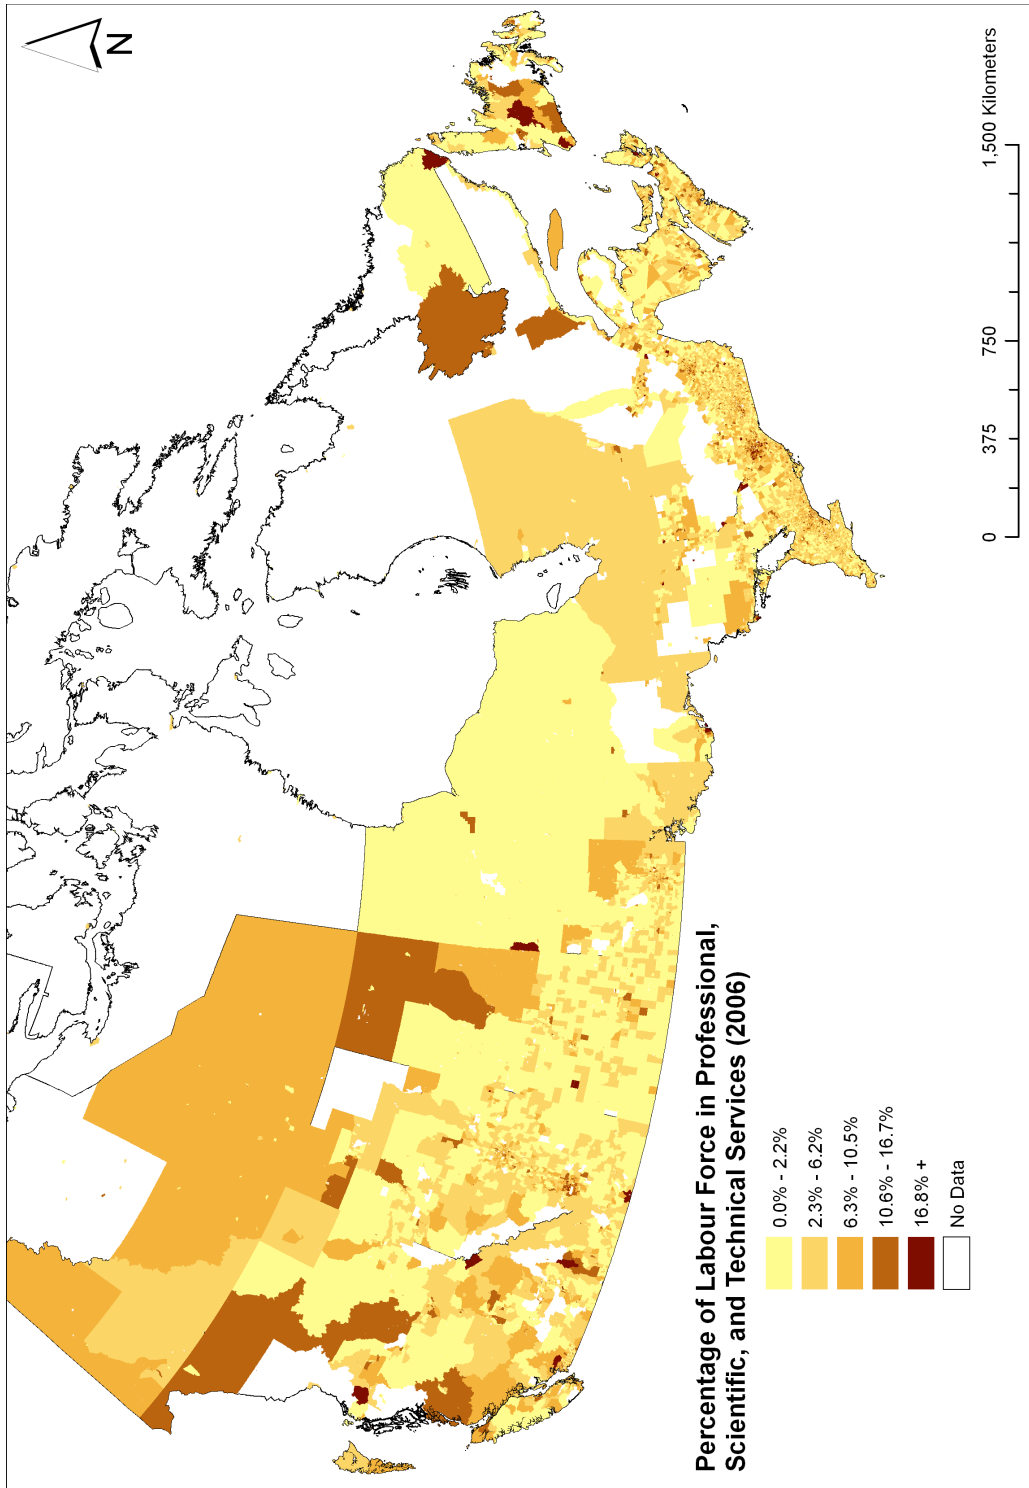 N
Percentage of Labour Force in Professional,
Scientific, and Technical Services (2006)
0.0% - 2.2%
2.3% - 6.2%
6.3% - 10.5%
10.6% - 16.7%
16.8% +
No Data
0 375 750 1,500 Kilometers